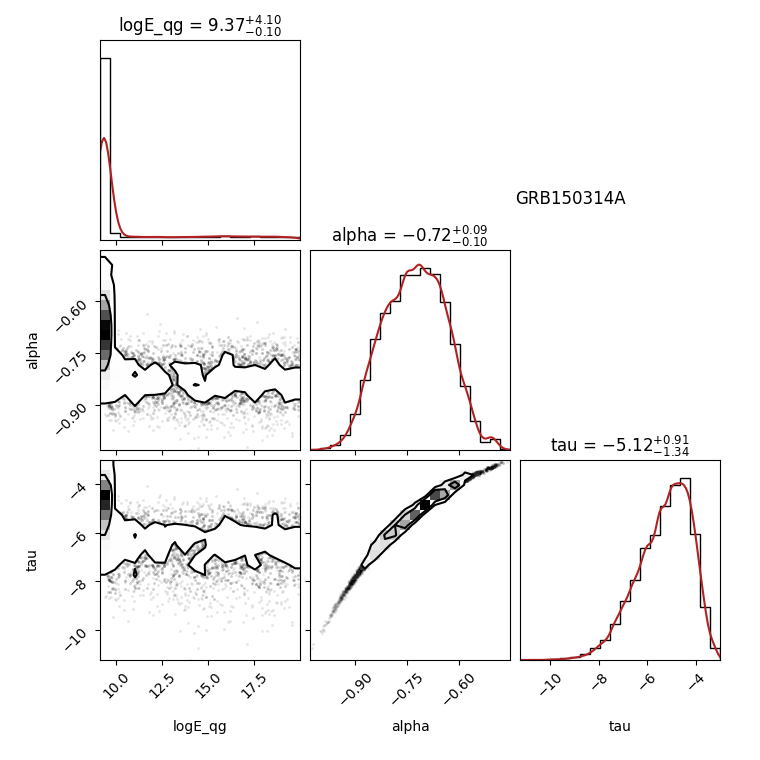 logE_qg = 9.37+4.10 −0.10
GRB150314A
alpha = −0.72+0.09 −0.10
−0.60
−0.75
−0.90
alpha
tau = −5.12+0.91 −1.34
−4
−6
−8
−10
tau
10.0 12.5 15.0 17.5
−0.90 −0.75 −0.60
−10 −8 −6 −4
logE_qg alpha tau